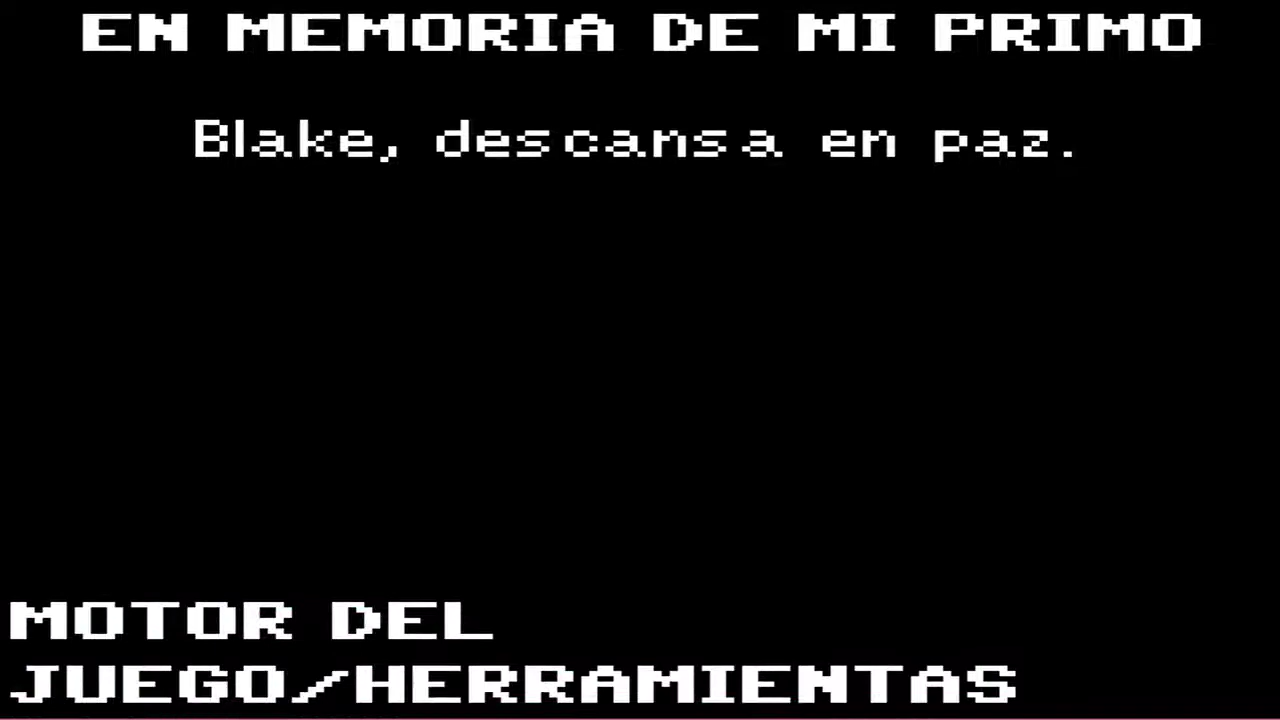 EN MEMORIA DE MI PRIMO
Blake, descansa en paz.
MOTOR DEL
JUEGO/HERRAMIENTAS